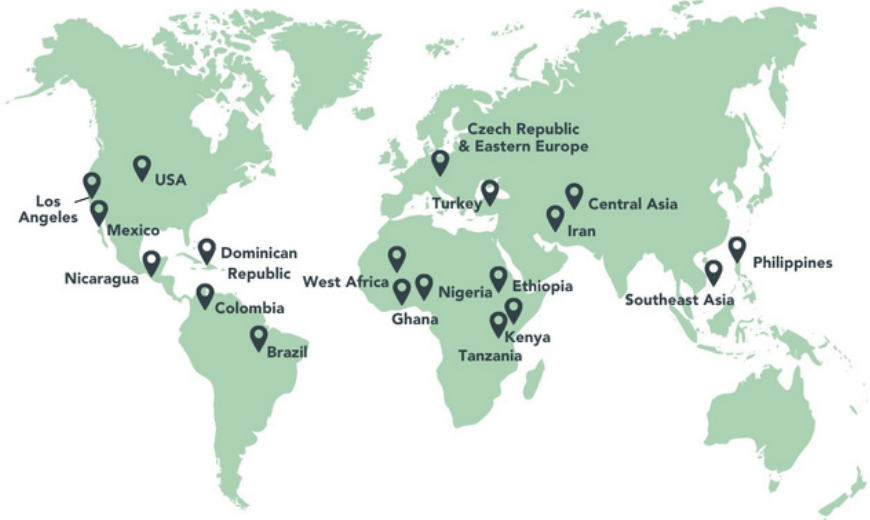 USA
Los
Angeles
Mexico
Nicaragua
Dominican
Republic
Colombia
Brazil
Czech Republic
& Eastern Europe
Turkey
Central Asia
Iran
West Africa
Ghana
Nigeria
Ethiopia
Kenya
Tanzania
Philippines
Southeast Asia